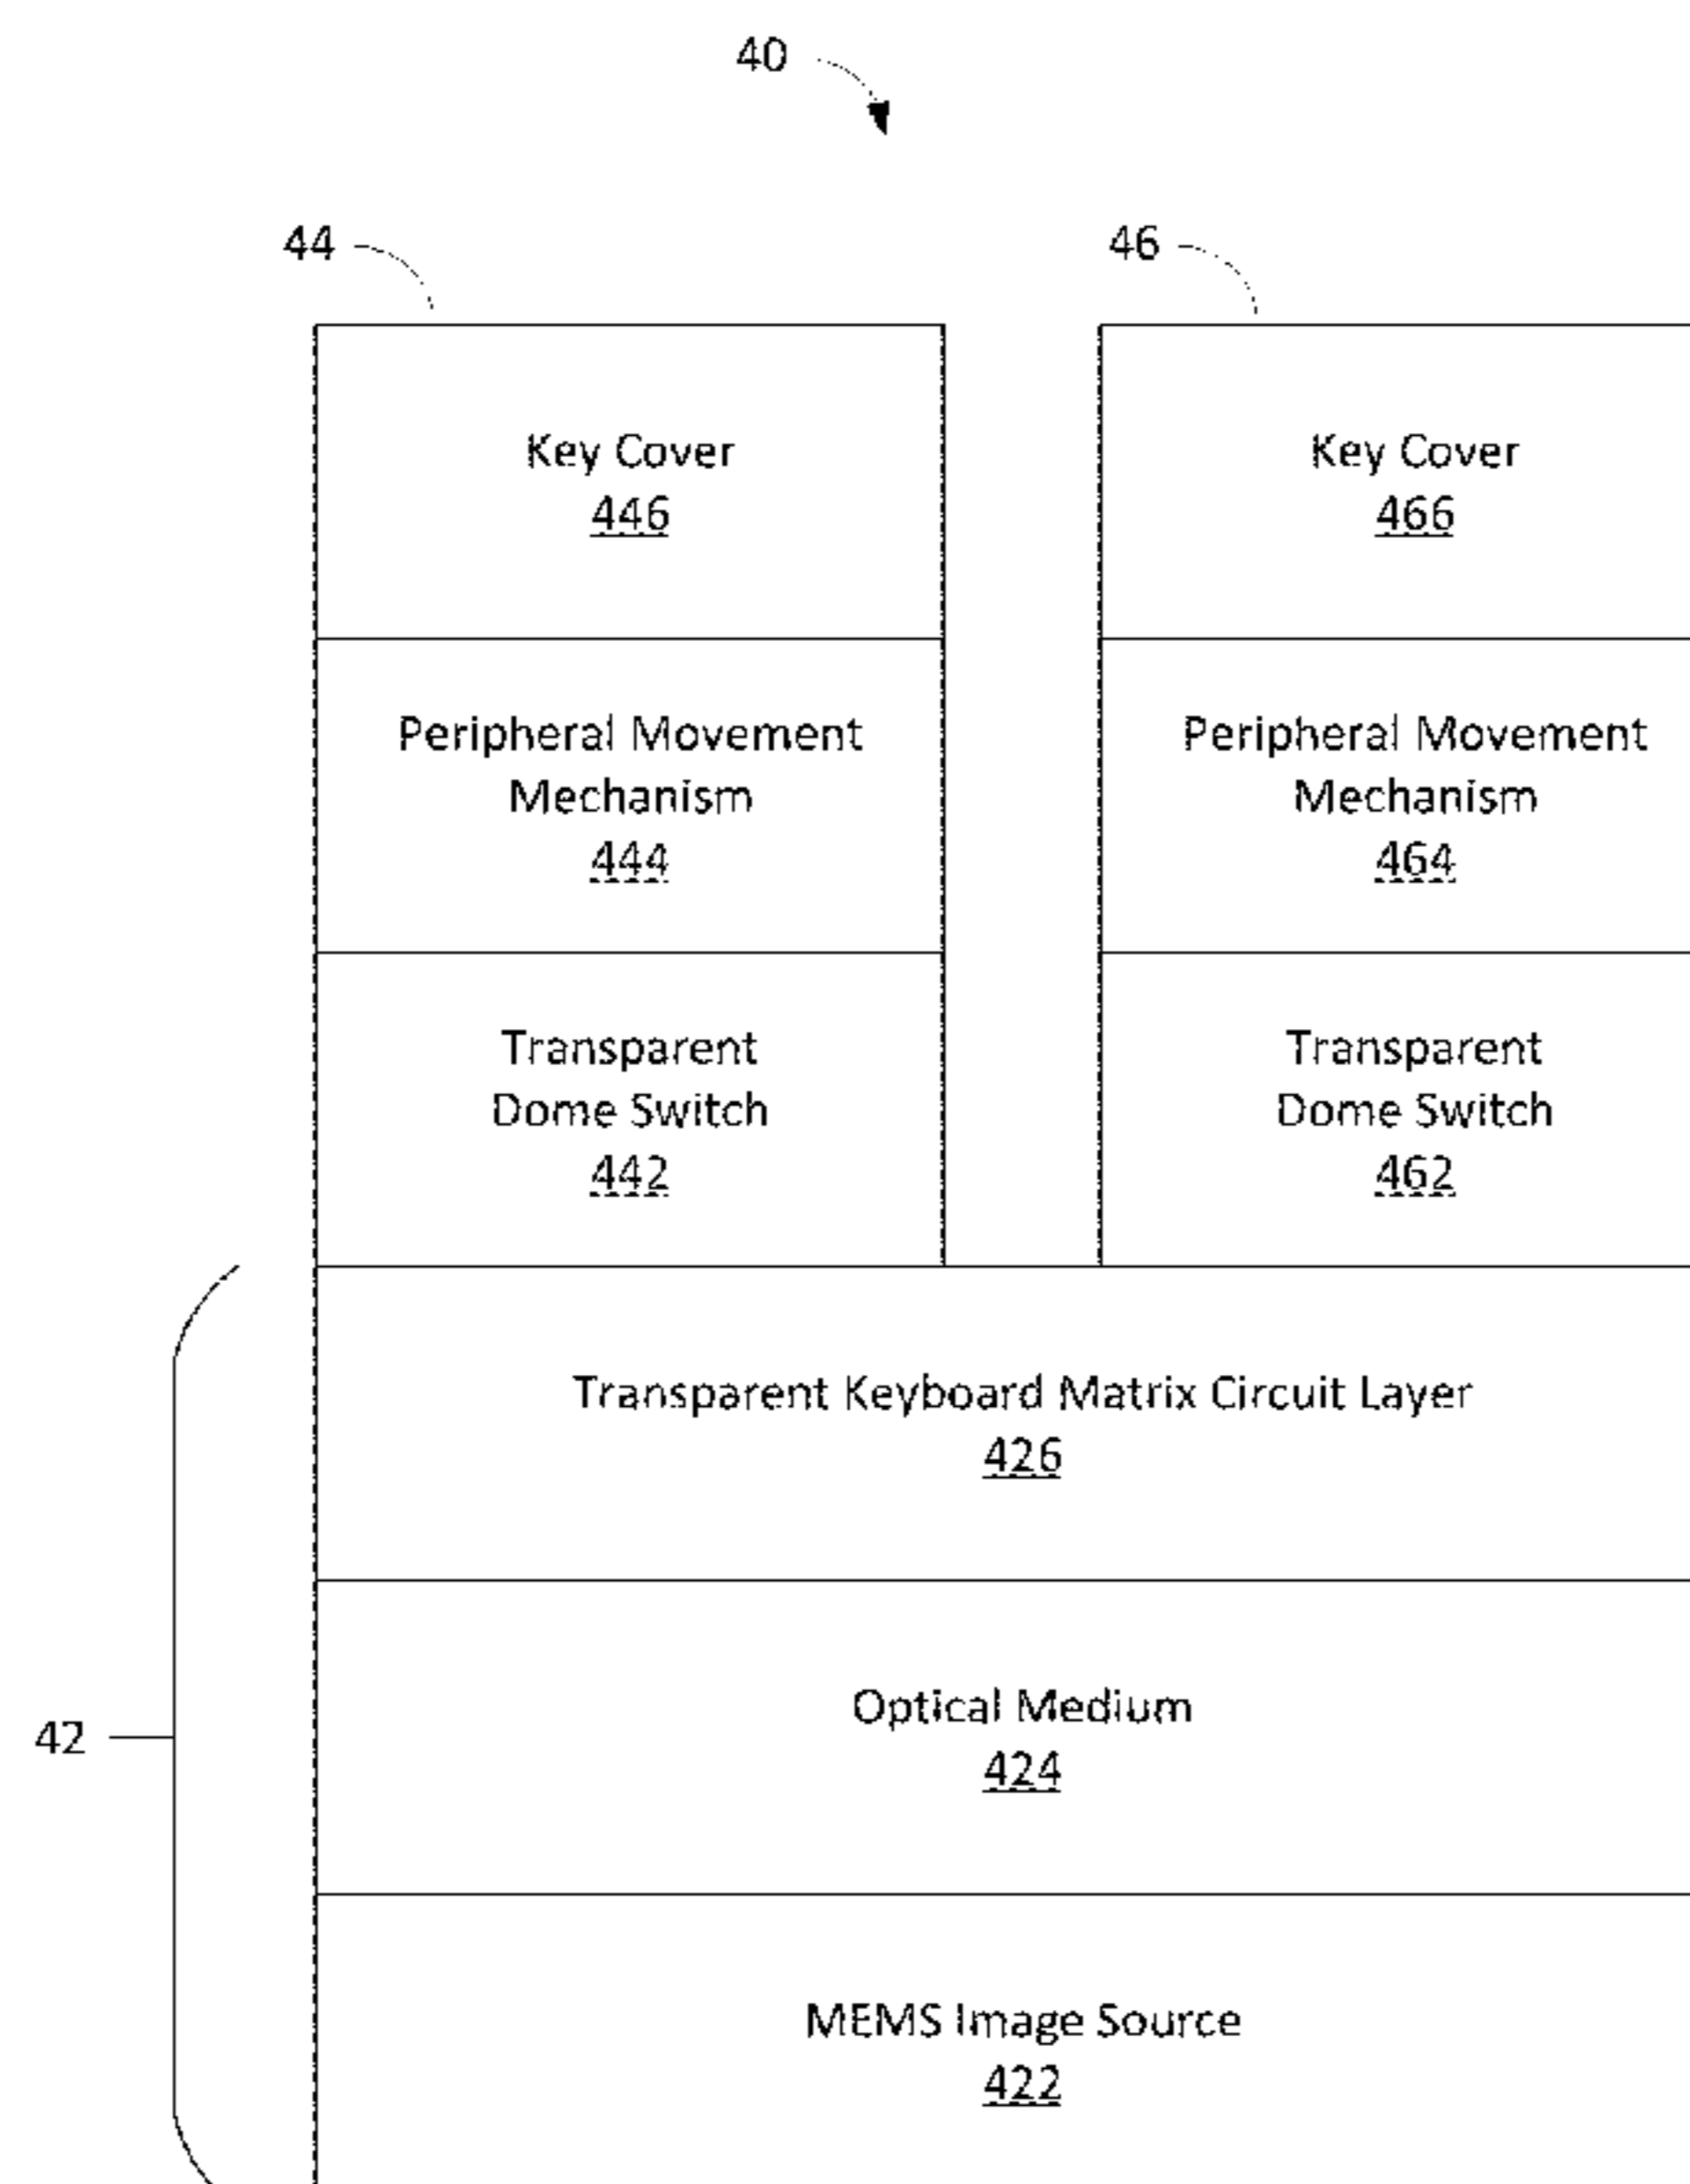 40
44
46
Key Cover
446
Key Cover
466
Peripheral Movement
Mechanism
444
Peripheral Movement
Mechanism
464
Transparent
Dome Switch
442
Transparent
Dome Switch
462
Transparent Keyboard Matrix Circuit Layer
426
Optical Medium
424
42
MEMS Image Source
422